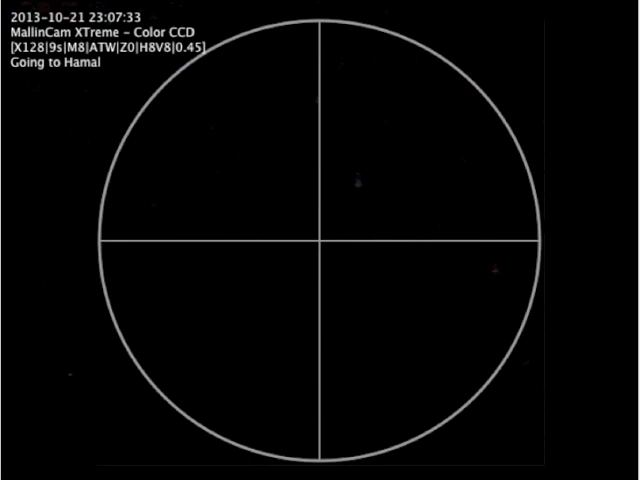 2013-10-21 23:07:33
MallinCam XTreme - Color CCD
[X128|9s|M8|ATW|Z0|H8V8|0.45]
Going to Hamal